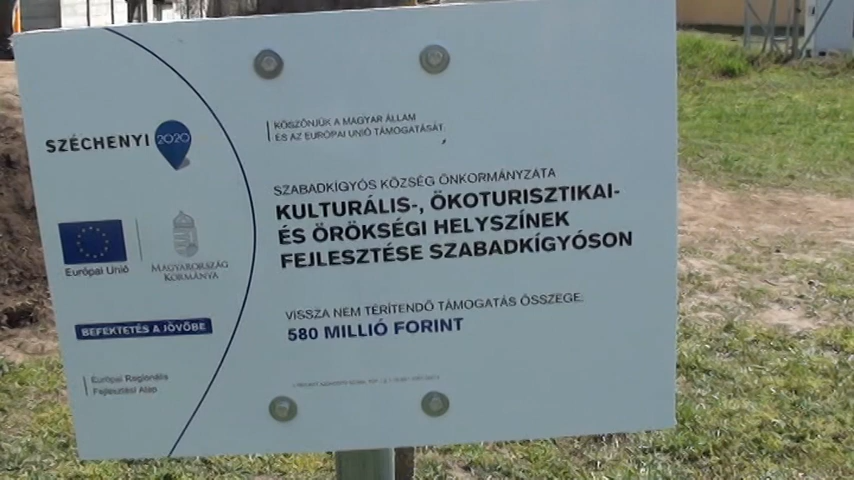 SZÉCHENYI 2020
KÖSZÖNJÜK A MAGYAR ÁLLAM
ÉS AZ EURÓPAI UNIÓ TÁMOGATÁSÁT.
SZABADKÍGYÓS KÖZSÉG ÖNKORMÁNYZATA
KULTURÁLIS-, ÖKOTURISZTIKAI-
ÉS ÖRÖKSÉGI HELYSZÍNEK
FEJLESZTÉSE SZABADKÍGYÓSON
Európai Unió
MAGYARORSZÁG
KORMÁNYA
VISSZA NEM TÉRÍTENDŐ TÁMOGATÁS ÖSSZEGE:
580 MILLIÓ FORINT
BEFEKTETÉS A JÖVŐBE
Európai Regionális
Fejlesztési Alap